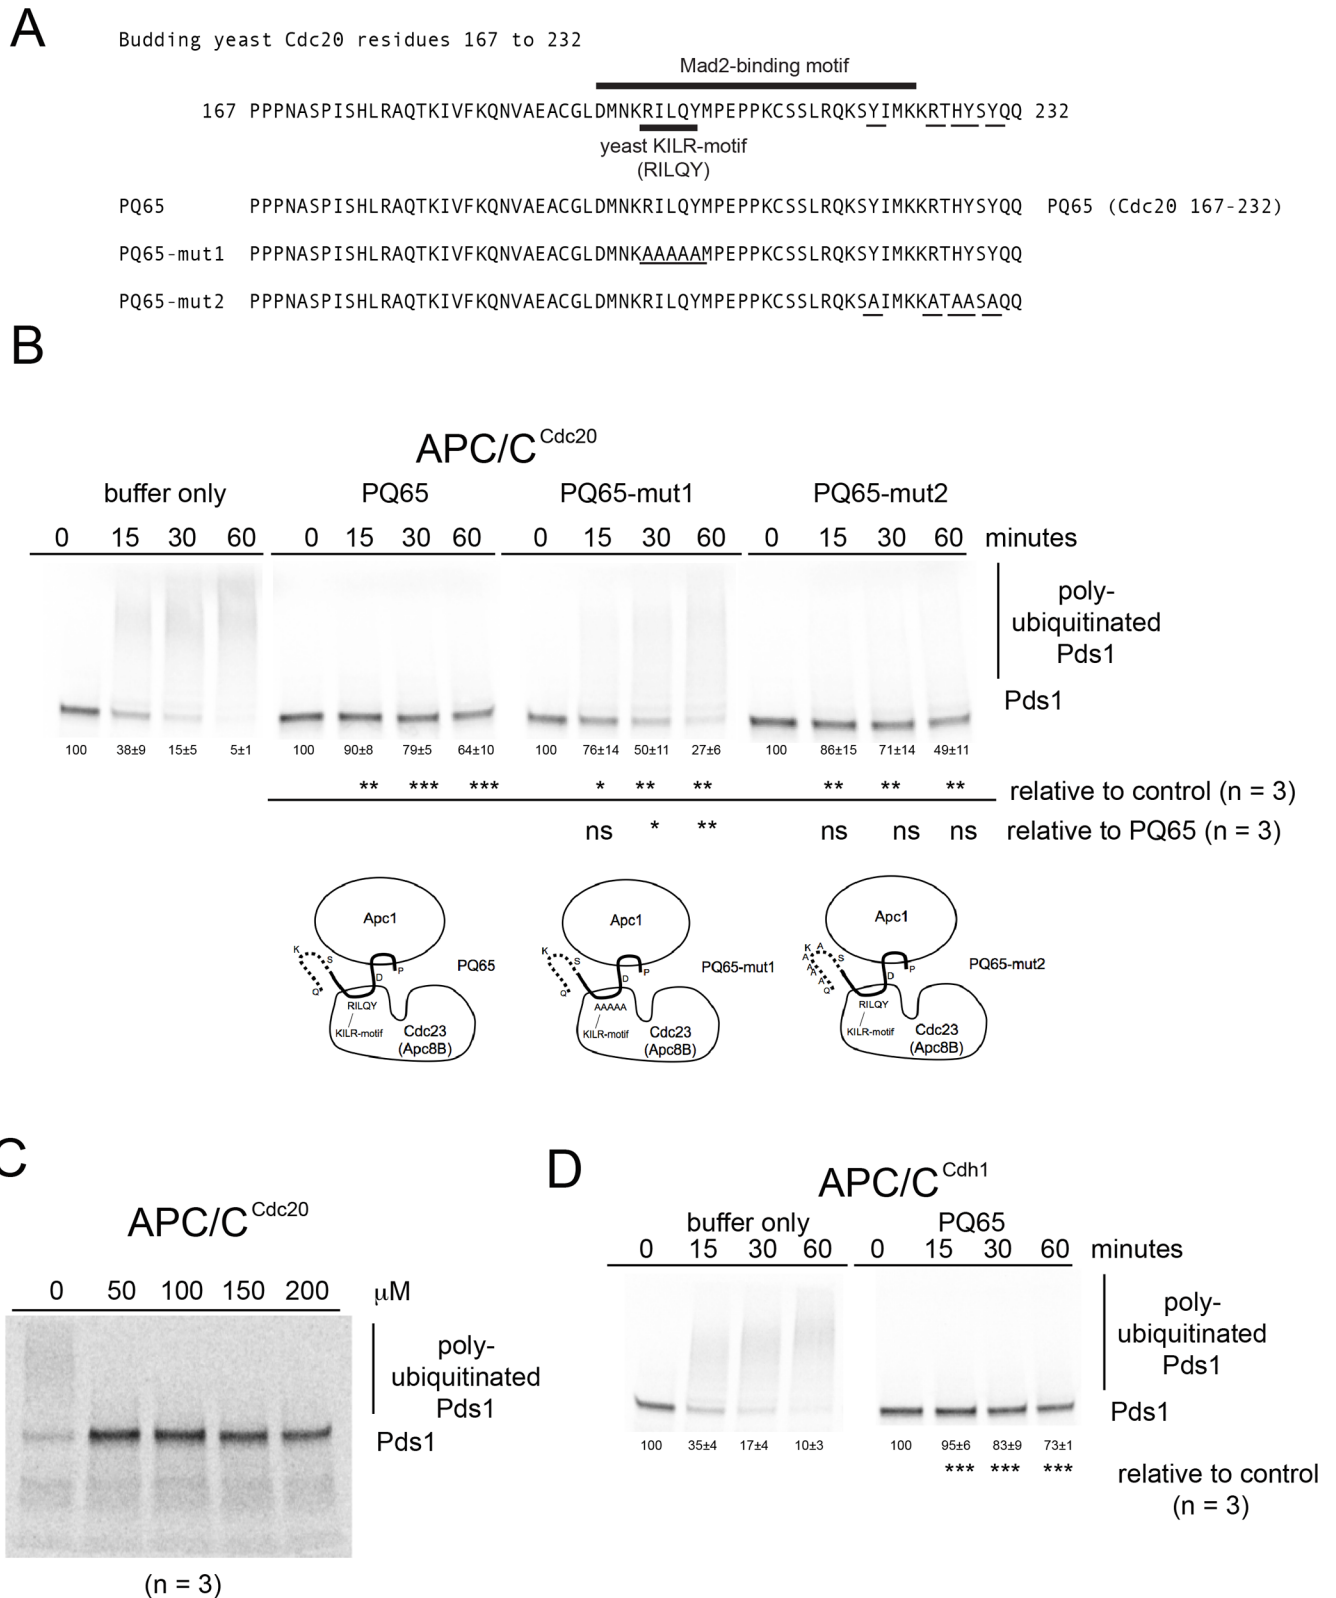 A
Budding yeast Cdc20 residues 167 to 232
Mad2-binding motif
167 PPPNASPISHLRAQTKIVFKQNVAEACGLDMNKRILQYMPEPPKCSSLRQKSYIMKKRTHYSYQQ 232
yeast KILR-motif
(RILQY)
PQ65 PPPNASPISHLRAQTKIVFKQNVAEACGLDMNKRILQYMPEPPKCSSLRQKSYIMKKRTHYSYQQ PQ65 (Cdc20 167-232)
PQ65-mut1 PPPNASPISHLRAQTKIVFKQNVAEACGLDMNKAAAAAMPEPPKCSSLRQKSYIMKKRTHYSYQQ
PQ65-mut2 PPPNASPISHLRAQTKIVFKQNVAEACGLDMNKRILQYMPEPPKCSSLRQKSAIMKKATAASAQQ
B
APC/C Cdc20
buffer only PQ65 PQ65-mut1 PQ65-mut2
0 15 30 60 0 15 30 60 0 15 30 60 0 15 30 60 minutes
poly-
ubiquitinated
Pds1
Pds1
100 38±9 15±5 5±1 100 90±8 79±5 64±10 100 76±14 50±11 27±6 100 86±15 71±14 49±11
** *** *** * ** ** ** ** ** relative to control (n = 3)
ns * ** ns ns ns relative to PQ65 (n = 3)
Apc1 Apc1 Apc1
K S D P Q PQ65
RILQY
KILR-motif
Cdc23
(Apc8B)
K S D P Q PQ65-mut1
AAAAA
KILR-motif
Cdc23
(Apc8B)
K A A A A A S D P Q PQ65-mut2
RILQY
KILR-motif
Cdc23
(Apc8B)
C
APC/C Cdc20
0 50 100 150 200 μM
poly-
ubiquitinated
Pds1
Pds1
(n = 3)
D
APC/C Cdh1
buffer only PQ65
0 15 30 60 0 15 30 60 minutes
poly-
ubiquitinated
Pds1
Pds1
100 35±4 17±4 10±3 100 95±6 83±9 73±1
*** *** *** relative to control
(n = 3)